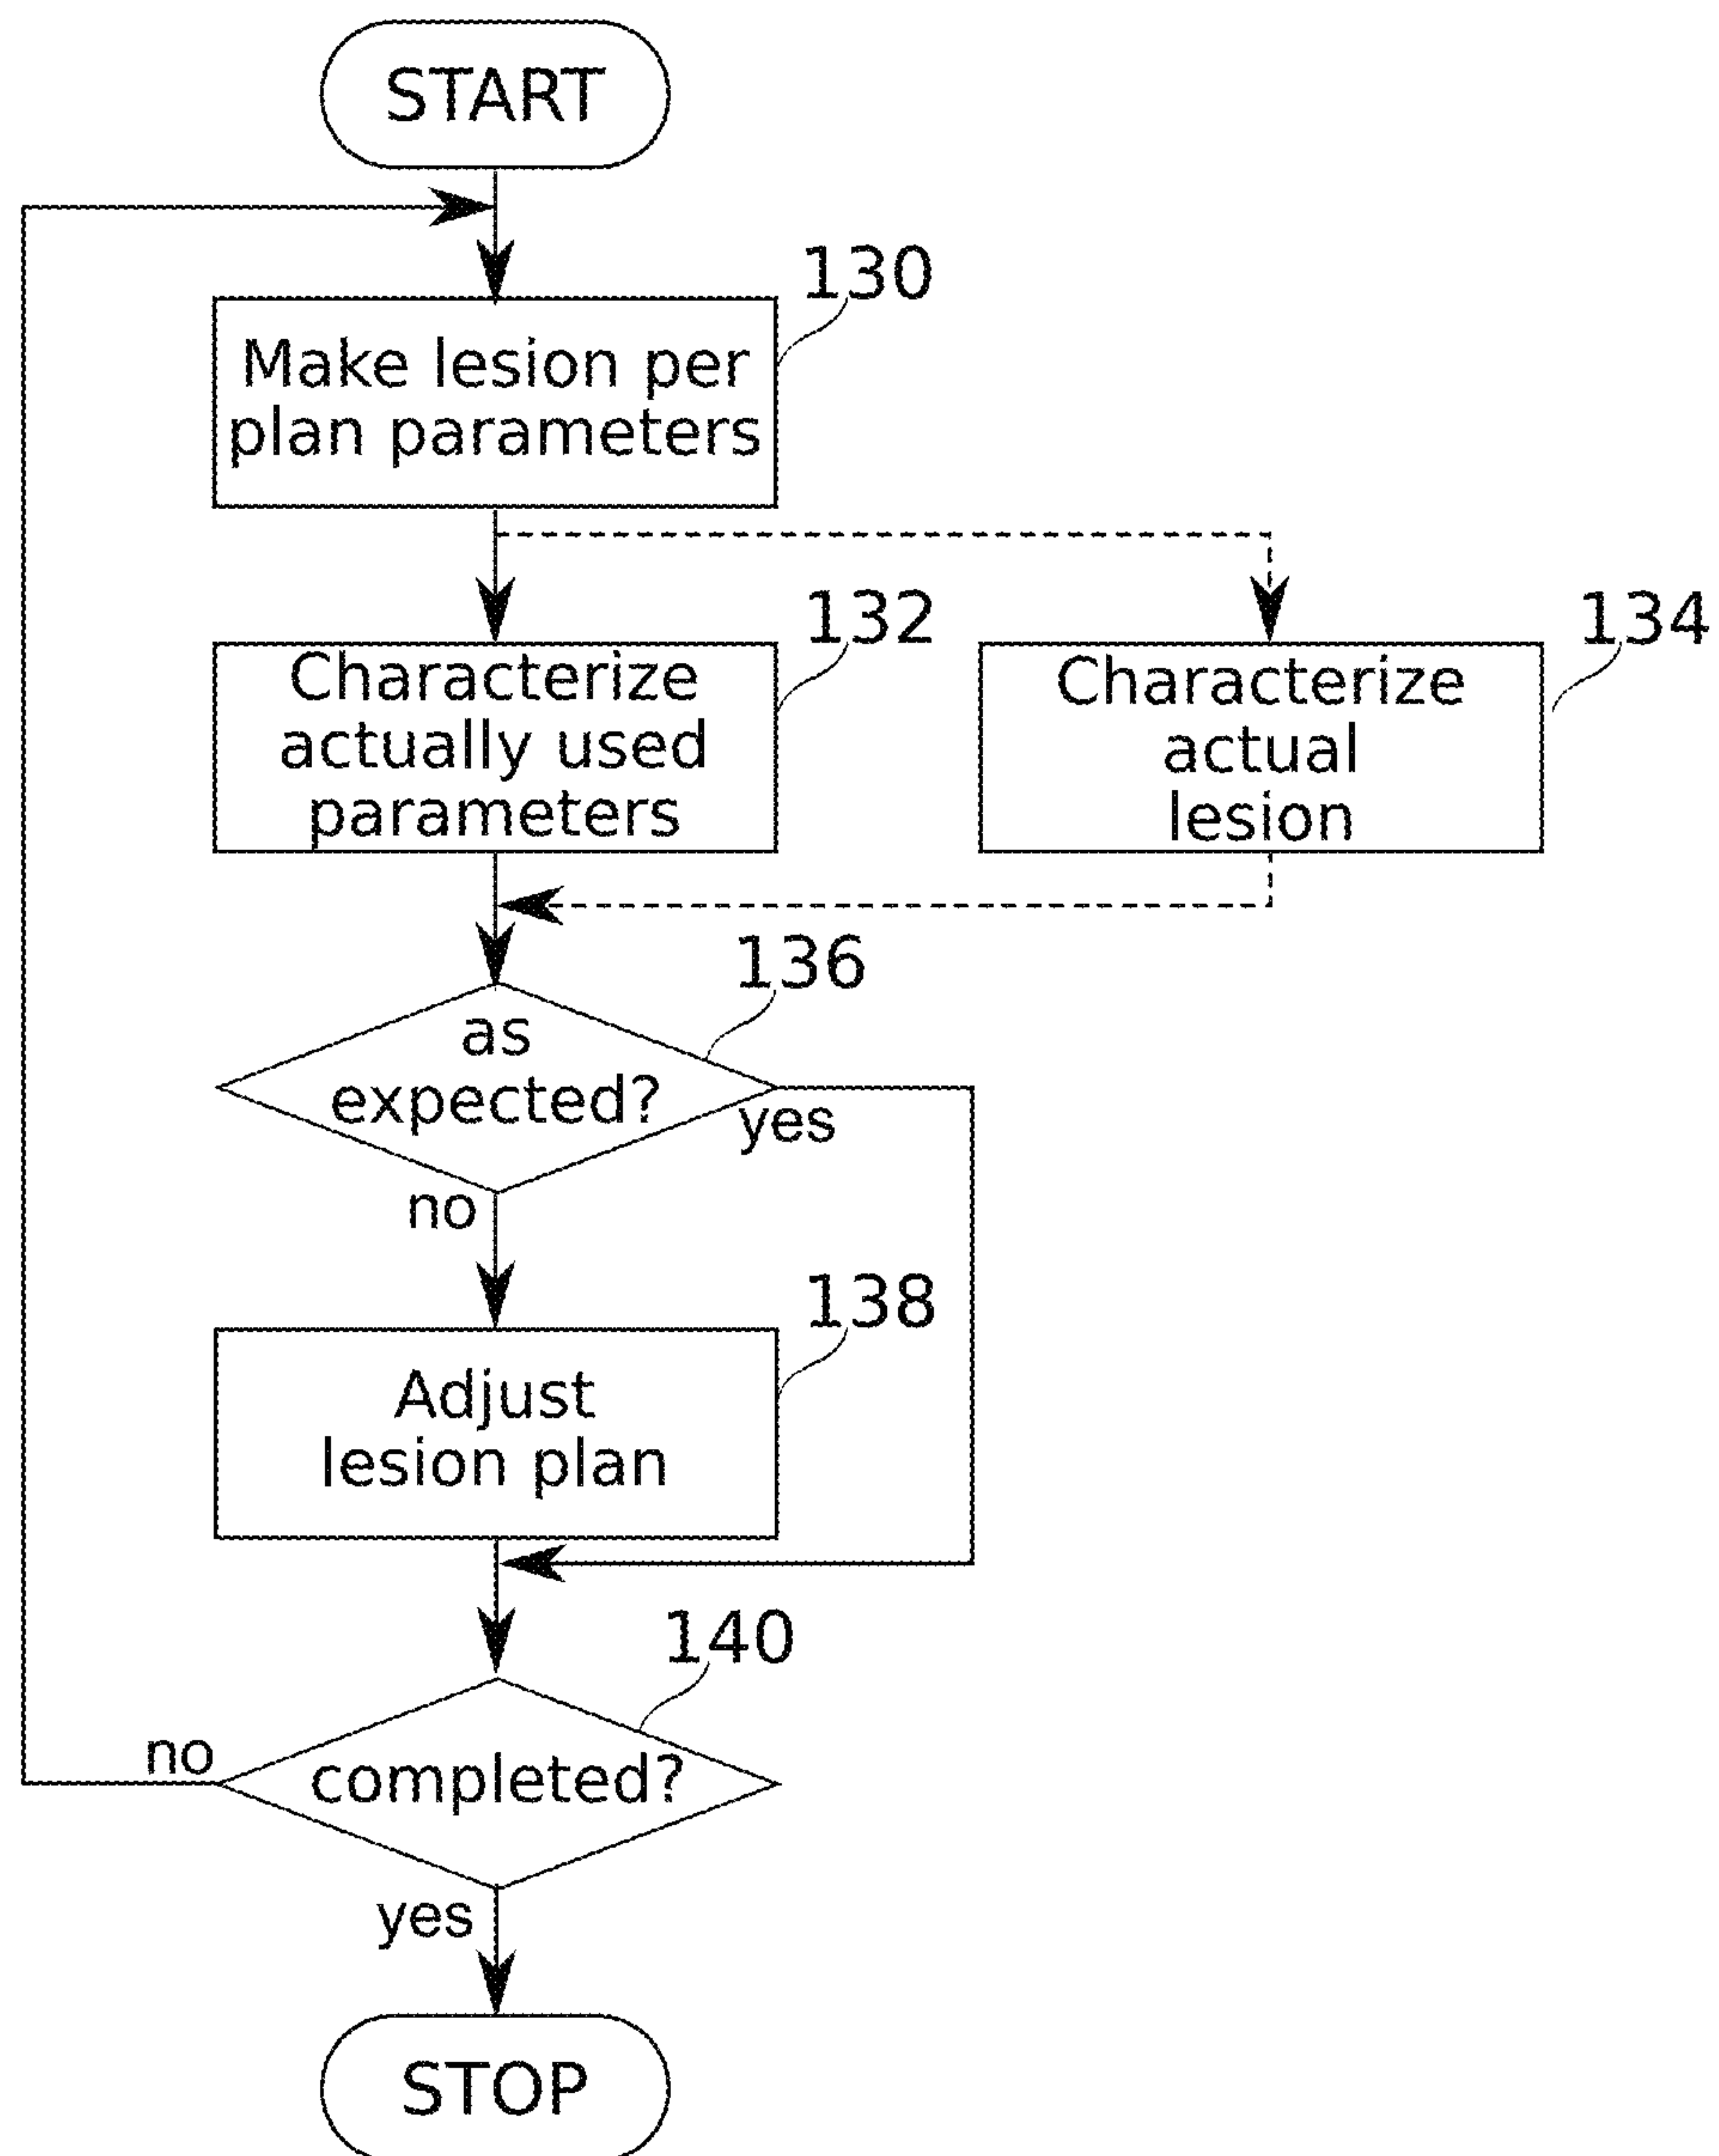 START
130
Make lesion per
plan parameters
132
Characterize
actually used
parameters
134
Characterize
actual
lesion
136
as
expected?
yes
no
138
Adjust
lesion plan
140
no
completed?
yes
STOP